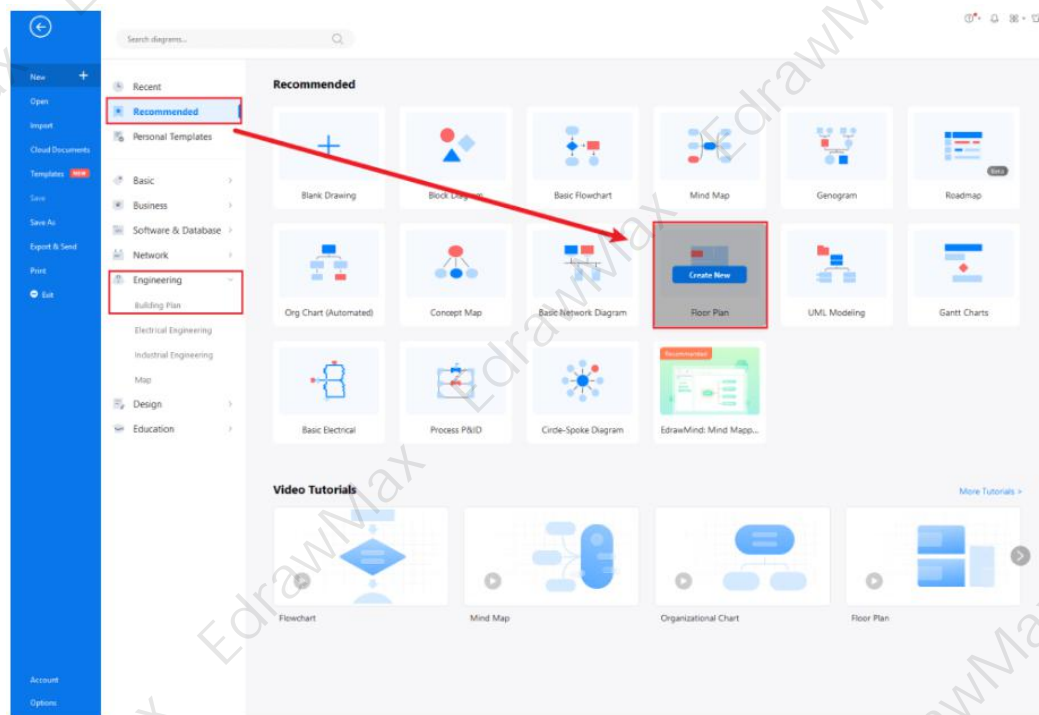 Search diagrams...
New +
Open
Import
Cloud Documents
Templates NEW
Save
Save As
Export & Send
Print
Exit
Account
Options
Recent
Recommended
Personal Templates
Basic
Business
Software & Database
Network
Engineering
Building Plan
Electrical Engineering
Industrial Engineering
Map
Design
Education
Recommended
Blank Drawing
Block Diagram
Basic Flowchart
Mind Map
Genogram
Beta
Roadmap
Org Chart (Automated)
Concept Map
Basic Network Diagram
Create New
Floor Plan
UML Modeling
Gantt Charts
Basic Electrical
Process P&ID
Circle-Spoke Diagram
Recommended
EdrawMind: Mind Mapp...
Video Tutorials
More Tutorials >
Flowchart
Mind Map
Organizational Chart
Floor Plan
EdrawMax
EdrawMax
EdrawMax
EdrawMax